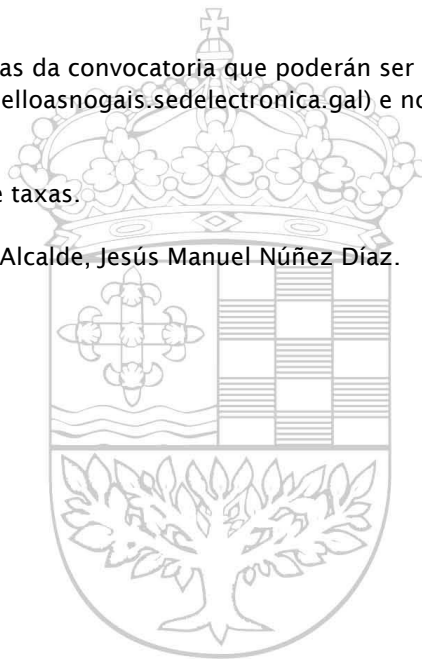 as da convocatoria que poderán ser
elloasnogais.sedelectronica.gal) e no
e taxas.
Alcalde, Jesús Manuel Núñez Díaz.